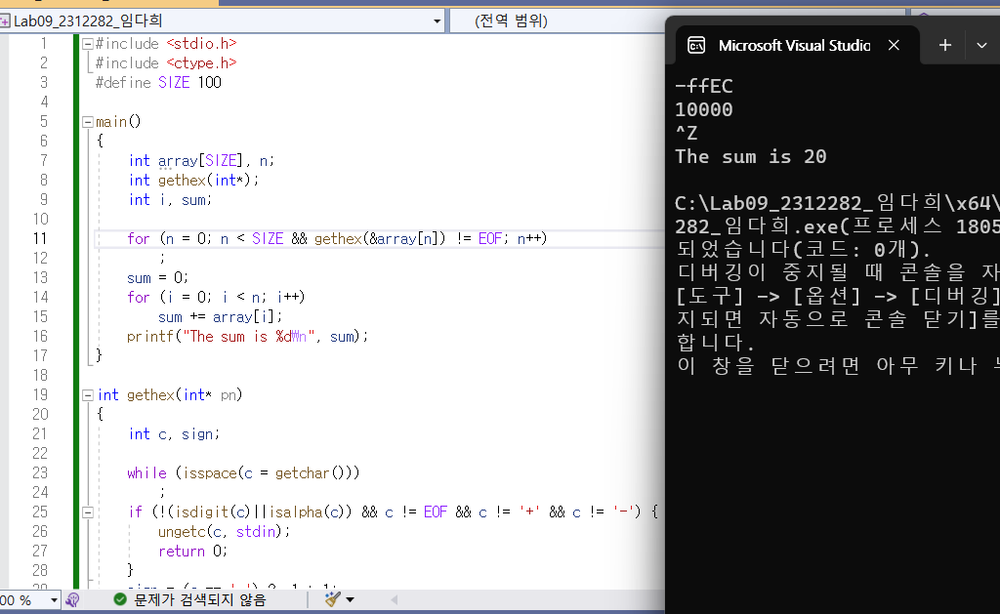 Lab09_2312282_임다희
(전역 범위)
1 #include <stdio.h>
2 #include <ctype.h>
3 #define SIZE 100
4
5 main()
6 {
7 int array[SIZE], n;
8 int gethex(int*);
9 int i, sum;
10
11 for (n = 0; n < SIZE && gethex(&array[n]) != EOF; n++)
12 ;
13 sum = 0;
14 for (i = 0; i < n; i++)
15 sum += array[i];
16 printf("The sum is %d₩n", sum);
17 }
18
19 int gethex(int* pn)
20 {
21 int c, sign;
22
23 while (isspace(c = getchar()))
24 ;
25 if (!(isdigit(c)||isalpha(c)) && c != EOF && c != '+' && c != '-') {
26 ungetc(c, stdin);
27 return 0;
28 }
00 %
문제가 검색되지 않음
Microsoft Visual Studio
-ffEC
10000
^Z
The sum is 20
C:\Lab09_2312282_임다희\x64\
282_임다희.exe(프로세스 1805
되었습니다(코드: 0개).
디버깅이 중지될 때 콘솔을 자
[도구] -> [옵션] -> [디버깅]
지되면 자동으로 콘솔 닫기]를
합니다.
이 창을 닫으려면 아무 키나